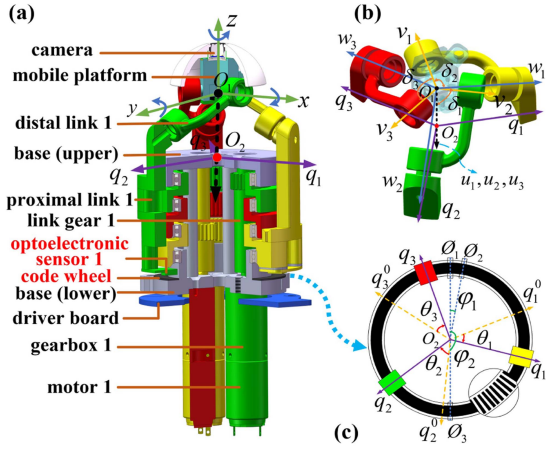 (a)
z
camera
mobile platform
O
x
y
distal link 1
O₂
base (upper)
q₂
q₁
proximal link 1
link gear 1
optoelectronic
sensor 1
code wheel
base (lower)
driver board
gearbox 1
motor 1
(b)
v₁
w₃
w₁
δ₃
δ₂
O
δ₁
q₃
v₂
q₁
v₃
O₂
w₂
u₁,u₂,u₃
q₂
(c)
q₃
Ø₁
Ø₂
q₃⁰
q₁⁰
φ₁
θ₃
O₂
θ₁
θ₂
φ₂
q₁
q₂
q₂⁰
Ø₃